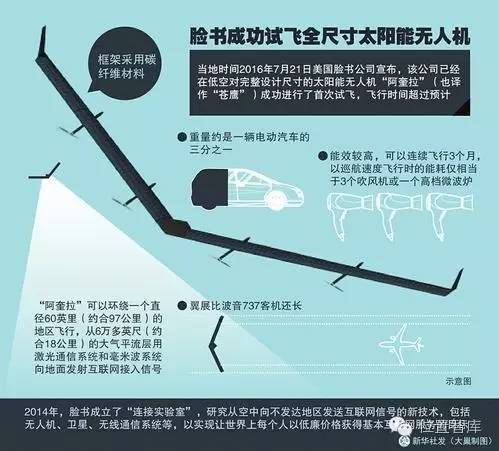 脸书成功试飞全尺寸太阳能无人机
当地时间2016年7月21日美国脸书公司宣布，该公司已经
在低空对完整设计尺寸的太阳能无人机“阿奎拉”（也译
作“苍鹰”）成功进行了首次试飞，飞行时间超过预计
框架采用碳
纤维材料
重量约是一辆电动汽车的
三分之一
能效较高，可以连续飞行3个月，
以巡航速度飞行时的能耗仅相当
于3个吹风机或一个高档微波炉
“阿奎拉”可以环绕一个直
径60英里（约合97公里）的
地区飞行，从6万多英尺（约
合18公里）的大气平流层用
激光通信系统和毫米波系统
向地面发射互联网接入信号
翼展比波音737客机还长
示意图
2014年，脸书成立了“连接实验室”，研究从空中向不发达地区发送互联网信号的新技术，包括
无人机、卫星、无线通信系统等，以实现让世界上每个人以低廉价格获得基本互联网服务的目标
新华社发（大巢制图）